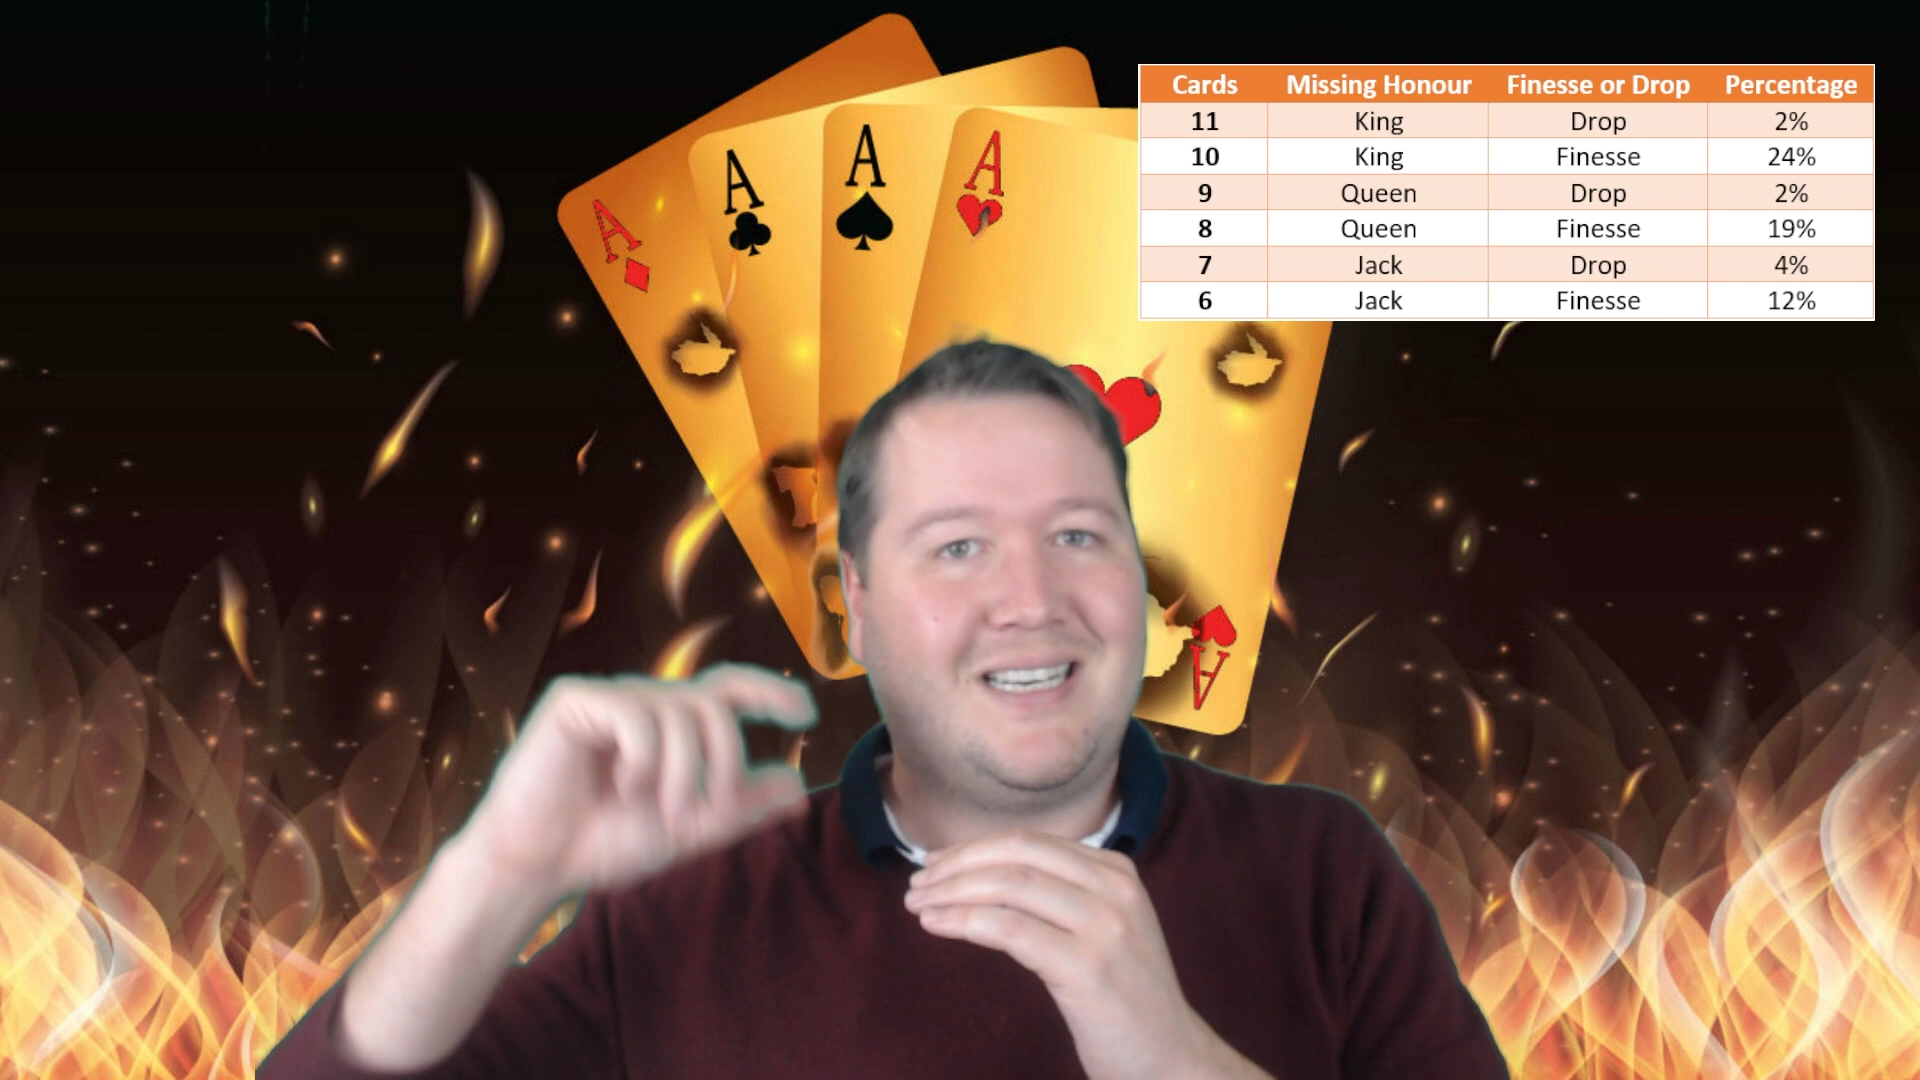 A
A
A
A
A
Cards Missing Honour Finesse or Drop Percentage
11 King Drop 2%
10 King Finesse 24%
9 Queen Drop 2%
8 Queen Finesse 19%
7 Jack Drop 4%
6 Jack Finesse 12%